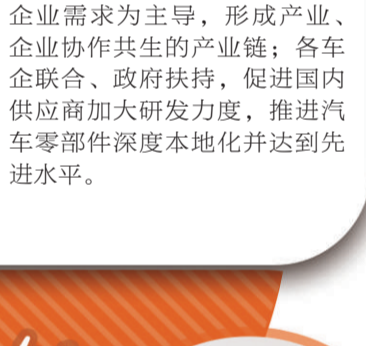 企业需求为主导，形成产业、
企业协作共生的产业链；各车
企联合、政府扶持，促进国内
供应商加大研发力度，推进汽
车零部件深度本地化并达到先
进水平。